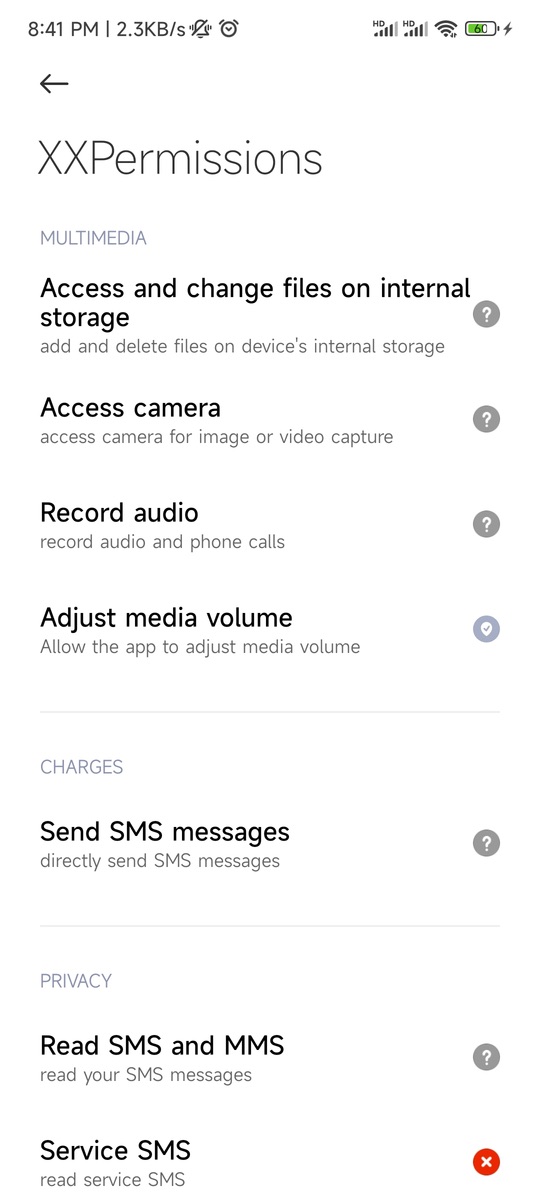 8:41 PM | 2.3KB/s HD HD 60
XXPermissions
MULTIMEDIA
Access and change files on internal
storage
add and delete files on device's internal storage
Access camera
access camera for image or video capture
Record audio
record audio and phone calls
Adjust media volume
Allow the app to adjust media volume
CHARGES
Send SMS messages
directly send SMS messages
PRIVACY
Read SMS and MMS
read your SMS messages
Service SMS
read service SMS